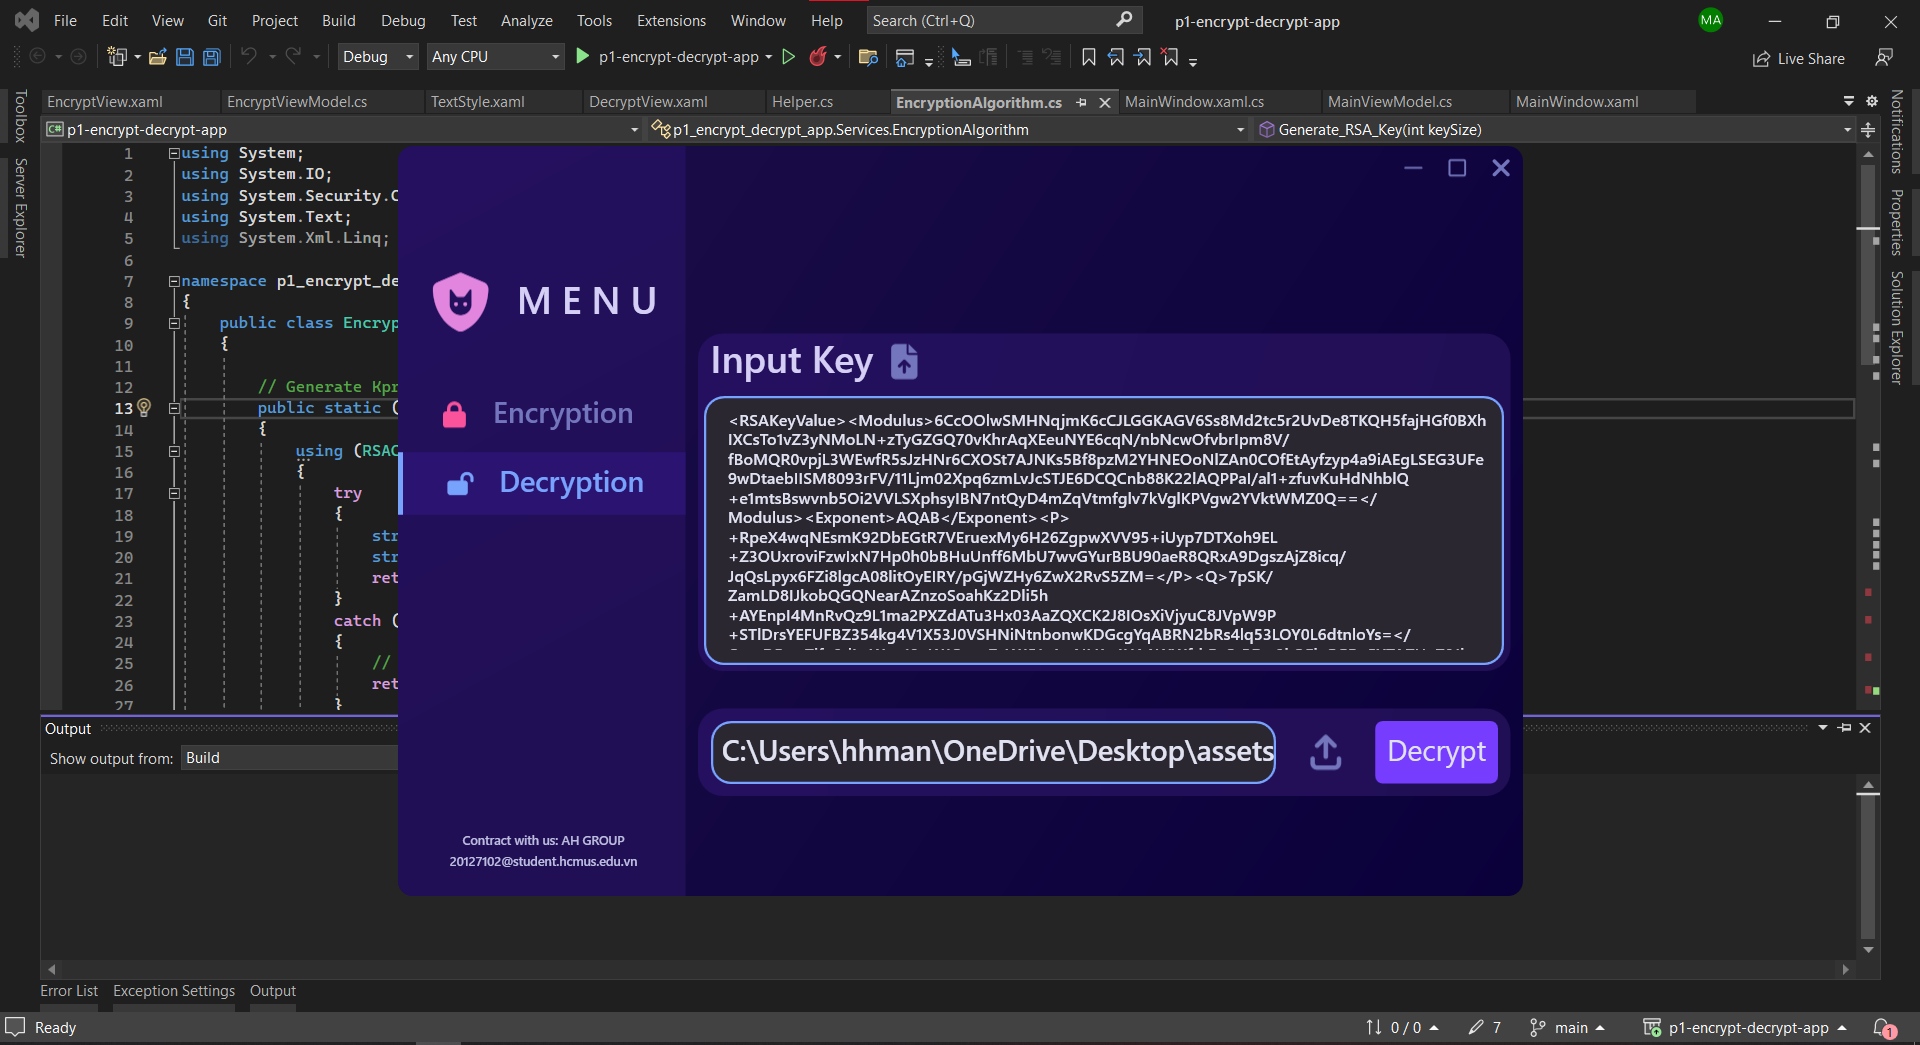 File Edit View Git Project Build Debug Test Analyze Tools Extensions Window Help Search (Ctrl+Q) p1-encrypt-decrypt-app MA
Debug Any CPU p1-encrypt-decrypt-app Live Share
EncryptView.xaml EncryptViewModel.cs TextStyle.xaml DecryptView.xaml Helper.cs EncryptionAlgorithm.cs MainWindow.xaml.cs MainViewModel.cs MainWindow.xaml
C# p1-encrypt-decrypt-app p1_encrypt_decrypt_app.Services.EncryptionAlgorithm Generate_RSA_Key(int keySize)
Toolbox
Server Explorer
Notifications
Properties
Solution Explorer
1 using System;
2 using System.IO;
3 using System.Security.C
4 using System.Text;
5 using System.Xml.Linq;
6
7 namespace p1_encrypt_de
8 {
9 public class Encryp
10 {
11
12 // Generate Kpr
13 public static (
14 {
15 using (RSAC
16 {
17 try
18 {
19 str
20 str
21 ret
22 }
23 catch (
24 {
25 //
26 ret
27 }
MENU
Encryption
Decryption
Contract with us: AH GROUP
20127102@student.hcmus.edu.vn
Input Key
<RSAKeyValue><Modulus>6CcOOlwSMHNqjmK6cCJLGGKAGV6Ss8Md2tc5r2UvDe8TKQH5fajHGf0BXh
IXCsTo1vZ3yNMoLN+zTyGZGQ70vKhrAqXEeuNYE6cqN/nbNcwOfvbrIpm8V/
fBoMQR0vpjL3WEwfR5sJzHNr6CXOSt7AJNKs5Bf8pzM2YHNEOoNlZAn0COfEtAyfzyp4a9iAEgLSEG3UFe
9wDtaebIISM8093rFV/11Ljm02Xpq6zmLvJcSTJE6DCQCnb88K22lAQPPaI/al1+zfuvKuHdNhblQ
+e1mtsBswvnb5Oi2VVLSXphsyIBN7ntQyD4mZqVtmfglv7kVglKPVgw2YVktWMZ0Q==</
Modulus><Exponent>AQAB</Exponent><P>
+RpeX4wqNEsmK92DbEGtR7VEruexMy6H26ZgpwXVV95+iUyp7DTXoh9EL
+Z3OUxroviFzwIxN7Hp0h0bBHuUnff6MbU7wvGYurBBU90aeR8QRxA9DgszAjZ8icq/
JqQsLpyx6FZi8lgcA08litOyEIRY/pGjWZHy6ZwX2RvS5ZM=</P><Q>7pSK/
ZamLD8IJkobQGQNearAZnzoSoahKz2Dli5h
+AYEnpI4MnRvQz9L1ma2PXZdATu3Hx03AaZQXCK2J8IOsXiVjyuC8JVpW9P
+STlDrsYEFUFBZ354kg4V1X53J0VSHNiNtnbonwKDGcgYqABRN2bRs4lq53LOY0L6dtnloYs=</
C:\Users\hhman\OneDrive\Desktop\assets
Decrypt
Output
Show output from: Build
Error List Exception Settings Output
Ready 0 / 0 7 main p1-encrypt-decrypt-app 1